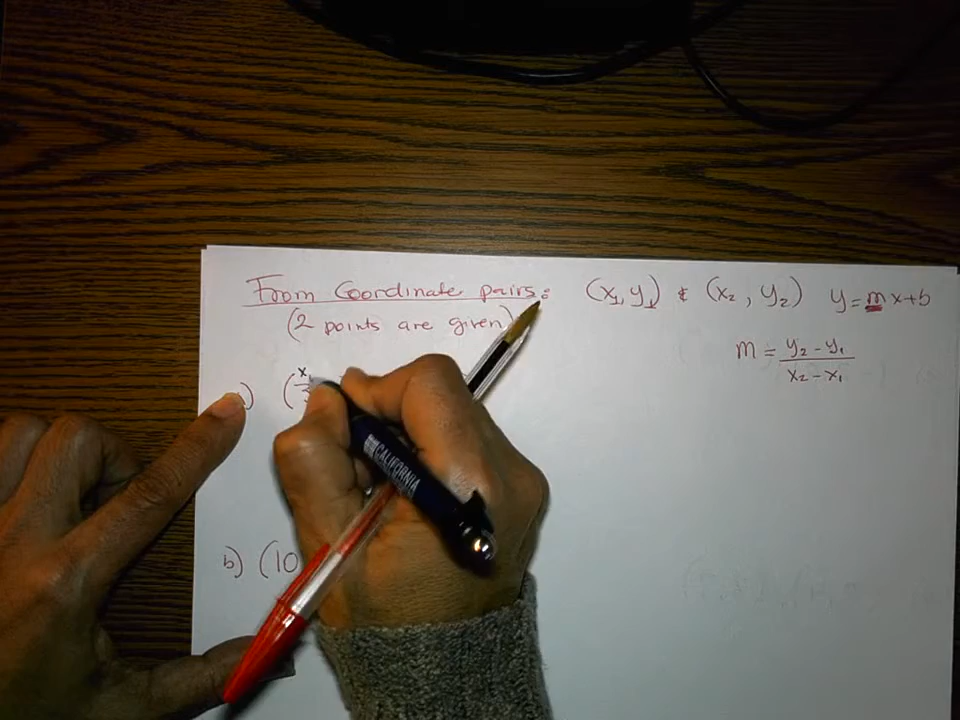 From Coordinate pairs: (x₁, y₁) & (x₂, y₂) y = mx+b
(2 points are given)
m = y₂ - y₁ / x₂ - x₁
a) (x
CALIFORNIA
b) (10